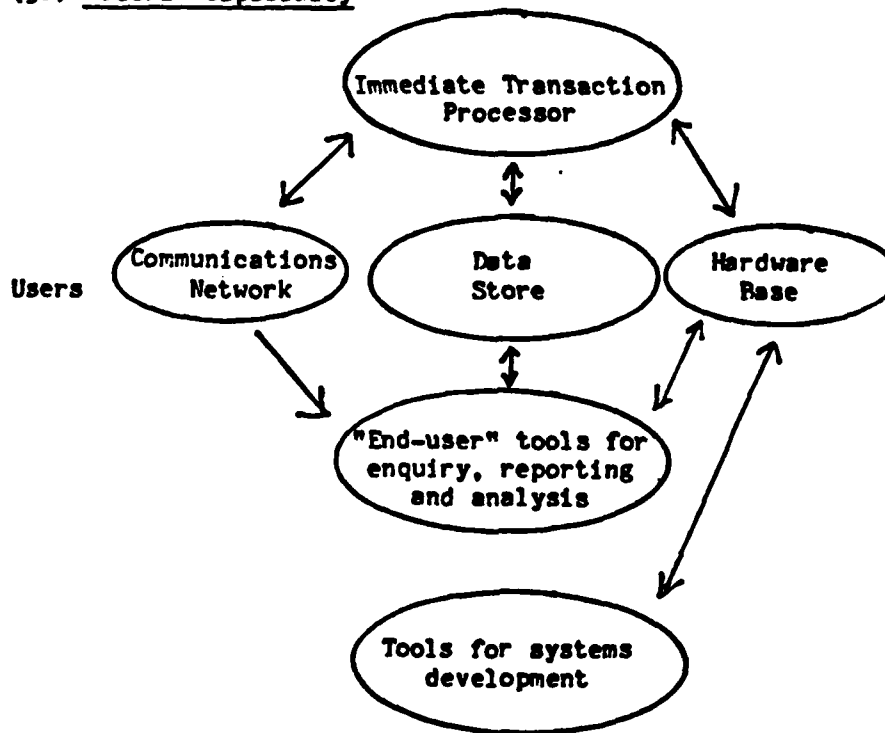 Immediate Transaction
Processor
Users
Communications
Network
Data
Store
Hardware
Base
"End-user" tools for
enquiry, reporting
and analysis
Tools for systems
development